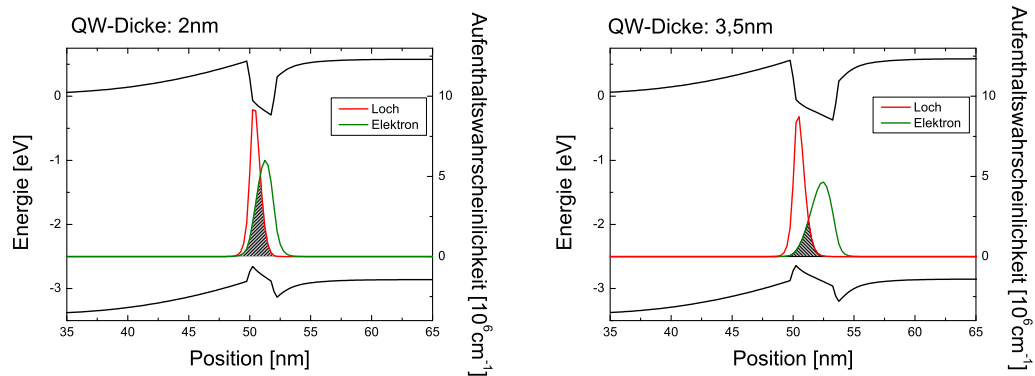 QW-Dicke: 2nm
0
-1
-2
-3
Energie [eV]
35 40 45 50 55 60 65
Position [nm]
10
5
0
Aufenthaltswahrscheinlichkeit [10^6 cm^-1]
Loch
Elektron
QW-Dicke: 3,5nm
0
-1
-2
-3
Energie [eV]
35 40 45 50 55 60 65
Position [nm]
10
5
0
Aufenthaltswahrscheinlichkeit [10^6 cm^-1]
Loch
Elektron